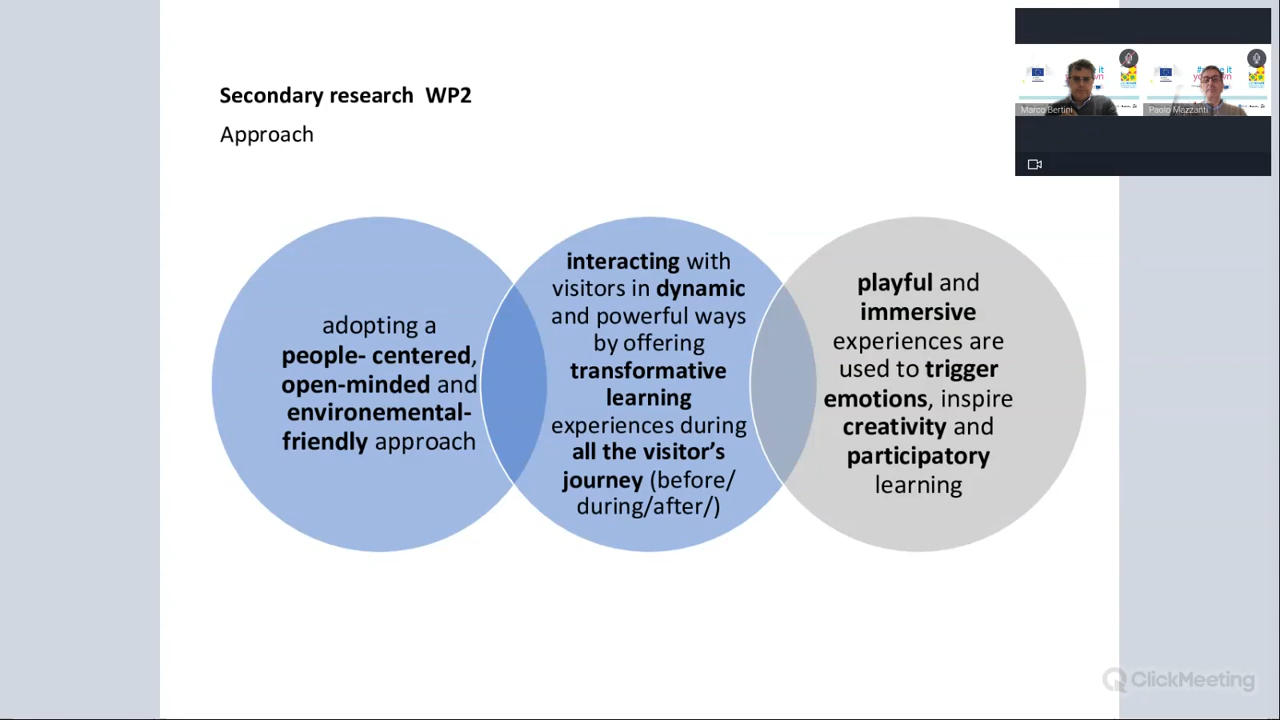 Secondary research WP2
Approach
adopting a
people- centered,
open-minded and
environemental-
friendly approach
interacting with
visitors in dynamic
and powerful ways
by offering
transformative
learning
experiences during
all the visitor's
journey (before/
during/after/)
playful and
immersive
experiences are
used to trigger
emotions, inspire
creativity and
participatory
learning
Marco Bertini
Paolo Mazzanti
ClickMeeting